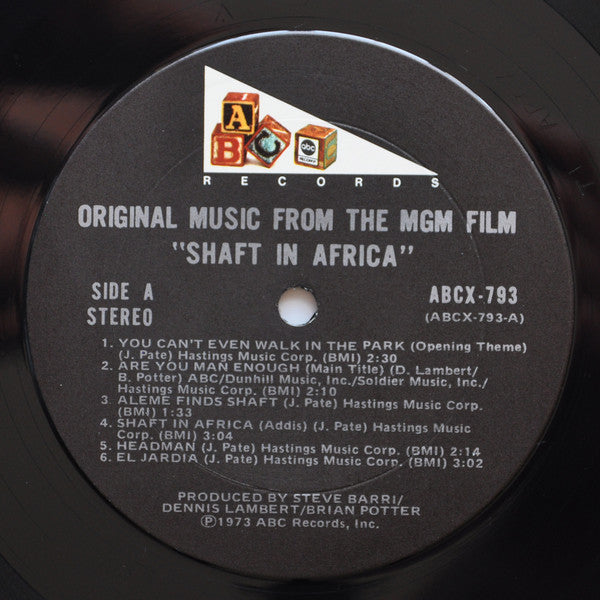 A
B C abc
RECORDS
ORIGINAL MUSIC FROM THE MGM FILM
"SHAFT IN AFRICA"
SIDE A
STEREO
ABCX-793
(ABCX-793-A)
1. YOU CAN'T EVEN WALK IN THE PARK (Opening Theme)
(J. Pate) Hastings Music Corp. (BMI) 2:30
2. ARE YOU MAN ENOUGH (Main Title) (D. Lambert/
B. Potter) ABC/Dunhill Music, Inc./Soldier Music, Inc./
Hastings Music Corp. (BMI) 2:10
3. ALEME FINDS SHAFT (J. Pate) Hastings Music Corp.
(BMI) 1:33
4. SHAFT IN AFRICA (Addis) (J. Pate) Hastings Music
Corp. (BMI) 3:04
5. HEADMAN (J. Pate) Hastings Music Corp. (BMI) 2:14
6. EL JARDIA (J. Pate) Hastings Music Corp. (BMI) 3:02
PRODUCED BY STEVE BARRI/
DENNIS LAMBERT/BRIAN POTTER
Ⓟ1973 ABC Records, Inc.